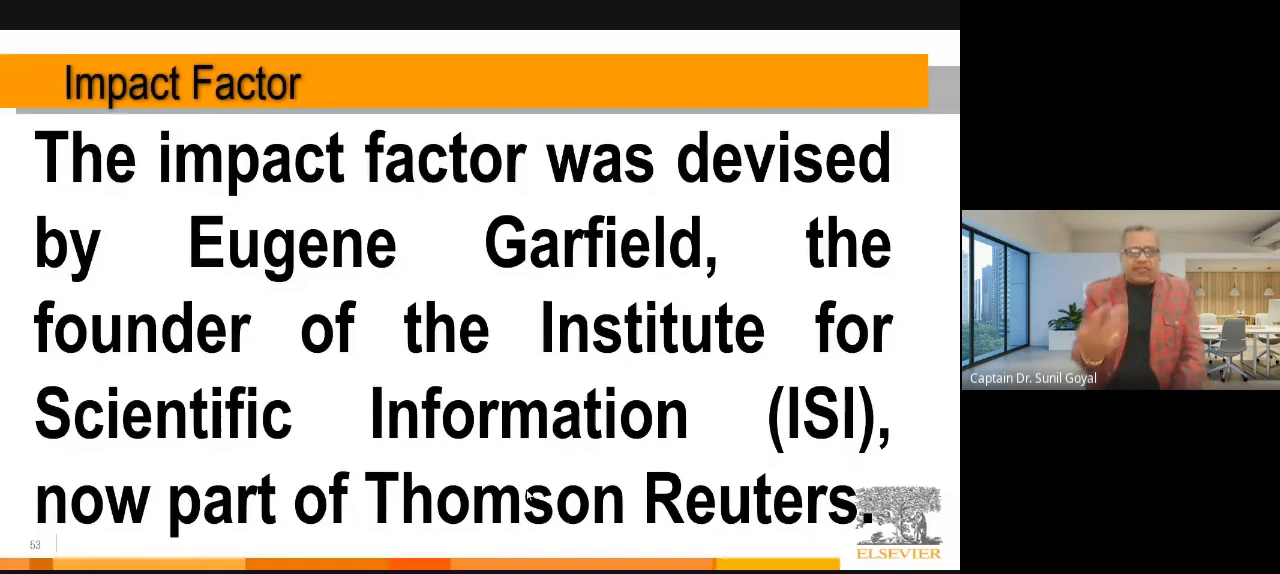 Impact Factor
The impact factor was devised
by Eugene Garfield, the
founder of the Institute for
Scientific Information (ISI),
now part of Thomson Reuters.
53
ELSEVIER
Captain Dr. Sunil Goyal